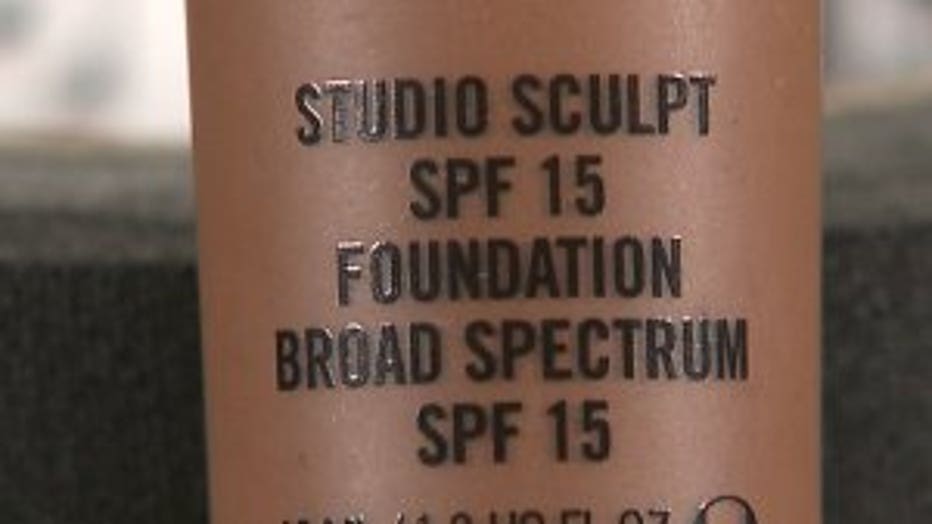 STUDIO SCULPT
SPF 15
FOUNDATION
BROAD SPECTRUM
SPF 15